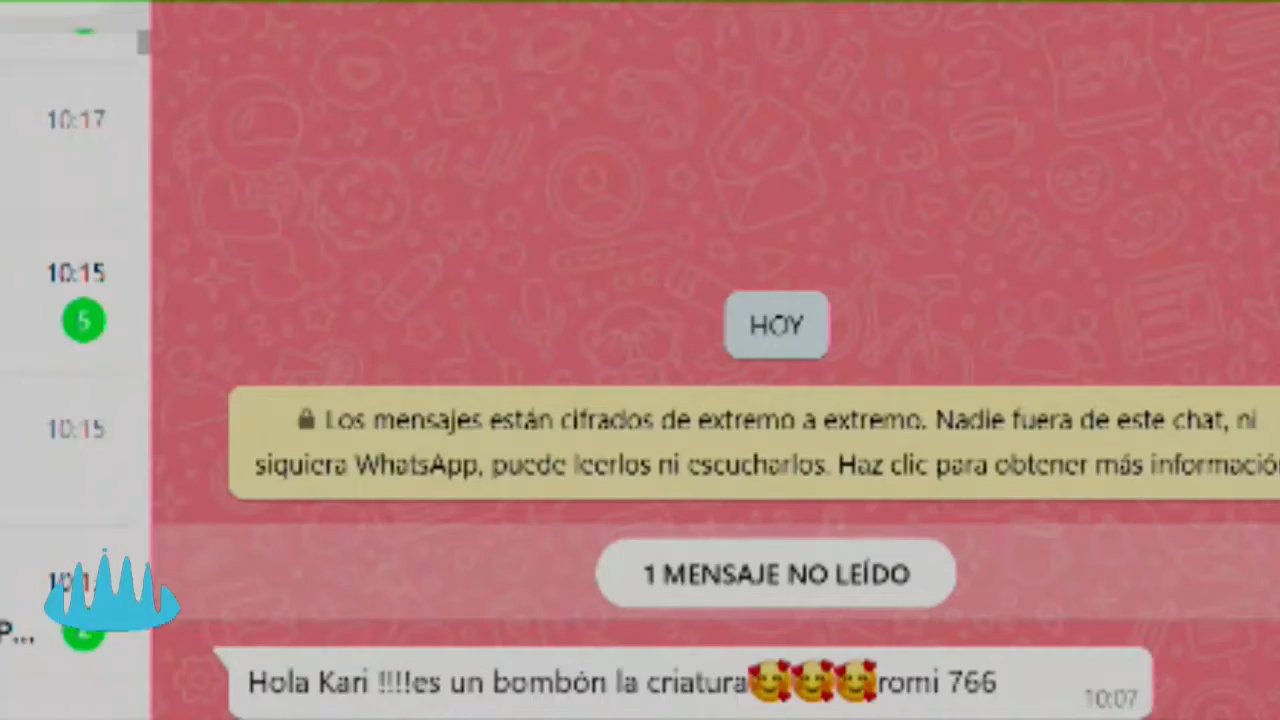 10:17
10:15
5
10:15
HOY
Los mensajes están cifrados de extremo a extremo. Nadie fuera de este chat, ni
siquiera WhatsApp, puede leerlos ni escucharlos. Haz clic para obtener más información
1 MENSAJE NO LEÍDO
P...
2
Hola Kari !!!!es un bombón la criatura🥰🥰🥰romi 766
10:07